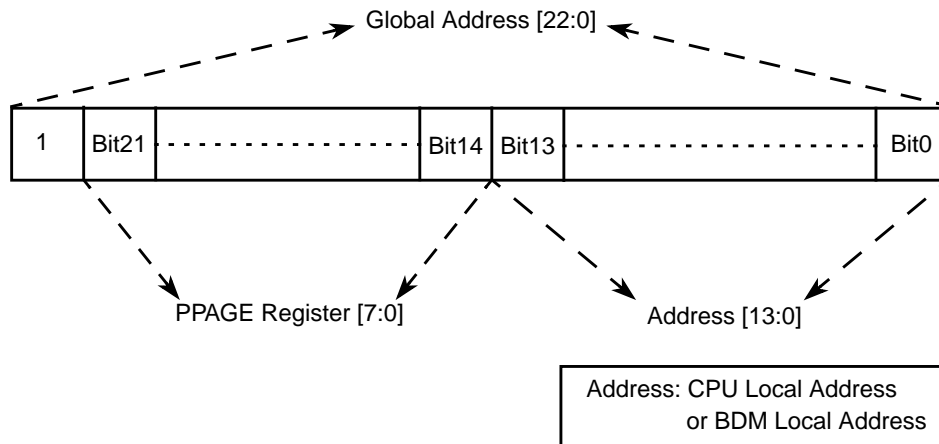 Global Address [22:0]
1 Bit21 Bit14 Bit13 Bit0
PPAGE Register [7:0] Address [13:0]
Address: CPU Local Address
or BDM Local Address